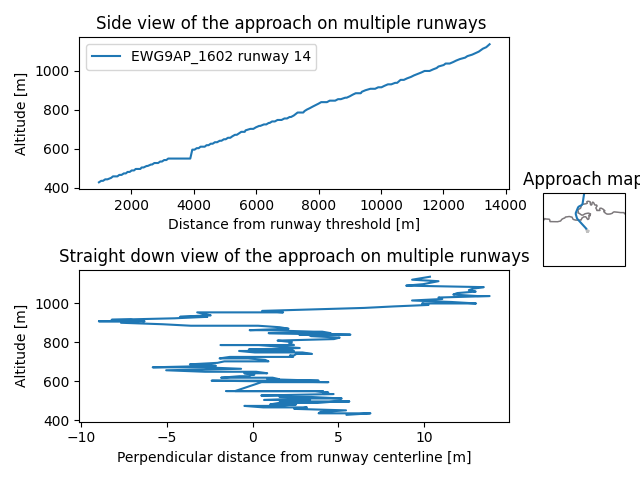 Side view of the approach on multiple runways
EWG9AP_1602 runway 14
Altitude [m]
1000
800
600
400
2000
4000
6000
8000
10000
12000
14000
Distance from runway threshold [m]
Approach map
Straight down view of the approach on multiple runways
Altitude [m]
1000
800
600
400
−10
−5
0
5
10
Perpendicular distance from runway centerline [m]